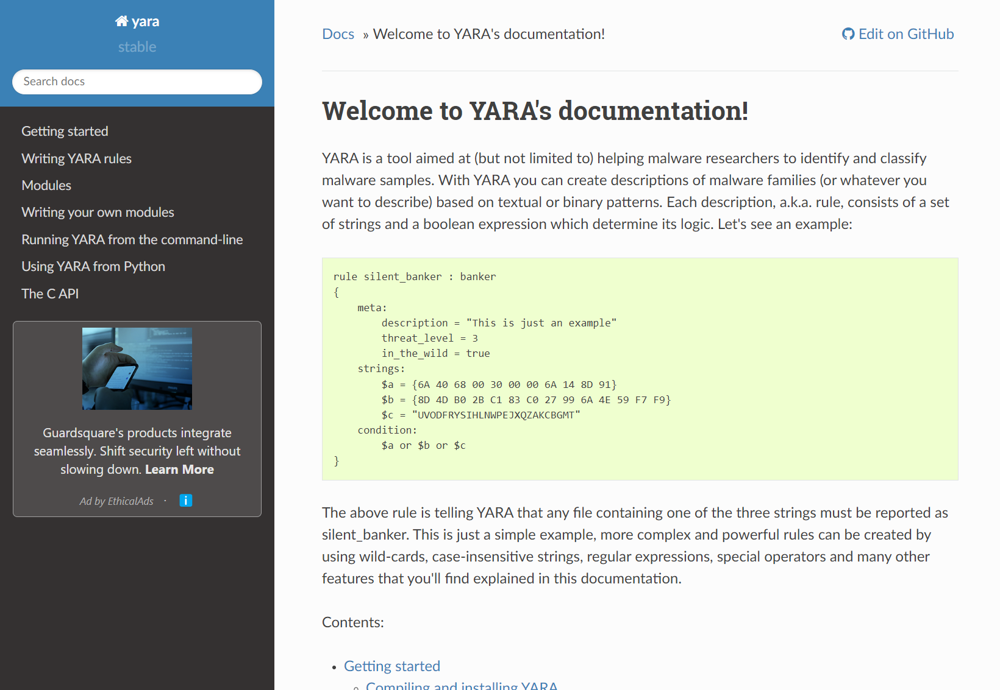 yara
stable
Search docs
Getting started
Writing YARA rules
Modules
Writing your own modules
Running YARA from the command-line
Using YARA from Python
The C API
Guardsquare's products integrate
seamlessly. Shift security left without
slowing down. Learn More
Ad by EthicalAds ·
i
Docs » Welcome to YARA's documentation!
Edit on GitHub
Welcome to YARA's documentation!
YARA is a tool aimed at (but not limited to) helping malware researchers to identify and classify
malware samples. With YARA you can create descriptions of malware families (or whatever you
want to describe) based on textual or binary patterns. Each description, a.k.a. rule, consists of a set
of strings and a boolean expression which determine its logic. Let's see an example:
rule silent_banker : banker
{
    meta:
        description = "This is just an example"
        threat_level = 3
        in_the_wild = true
    strings:
        $a = {6A 40 68 00 30 00 00 6A 14 8D 91}
        $b = {8D 4D B0 2B C1 83 C0 27 99 6A 4E 59 F7 F9}
        $c = "UVODFRYSIHLNWPEJXQZAKCBGMT"
    condition:
        $a or $b or $c
}
The above rule is telling YARA that any file containing one of the three strings must be reported as
silent_banker. This is just a simple example, more complex and powerful rules can be created by
using wild-cards, case-insensitive strings, regular expressions, special operators and many other
features that you'll find explained in this documentation.
Contents:
• Getting started
◦ Compiling and installing YARA